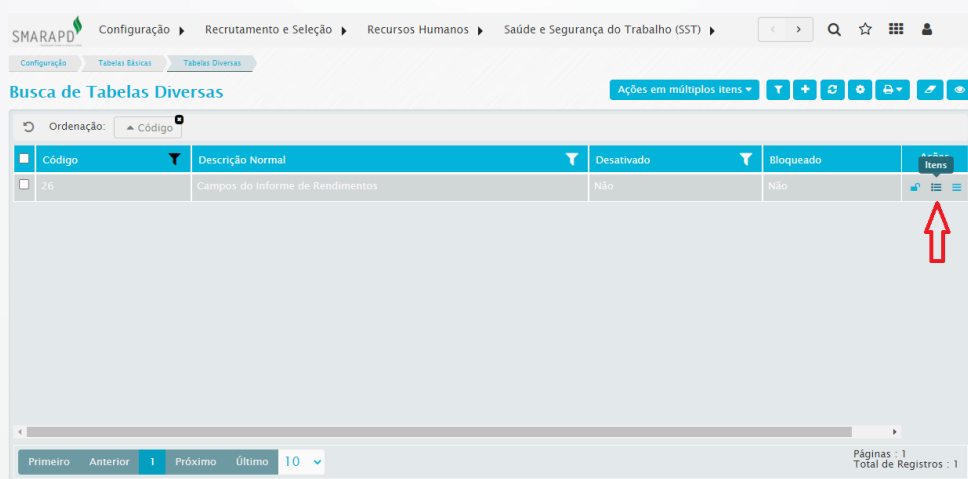 SMARAPD
Configuração Recrutamento e Seleção Recursos Humanos Saúde e Segurança do Trabalho (SST)
Configuração Tabelas Básicas Tabelas Diversas
Busca de Tabelas Diversas
Ações em múltiplos itens
Ordenação: Código
Código Descrição Normal Desativado Bloqueado Ações
Itens
26 Campos do Informe de Rendimentos Não Não
Primeiro Anterior 1 Próximo Último 10
Páginas : 1
Total de Registros : 1